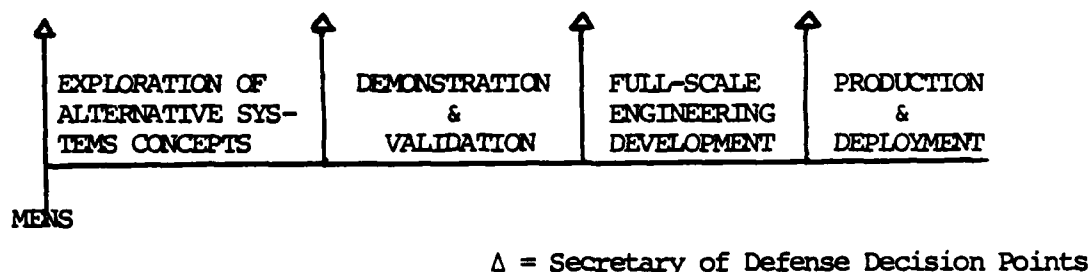 EXPLORATION OF
ALTERNATIVE SYS-
TEMS CONCEPTS
DEMONSTRATION
&
VALIDATION
FULL-SCALE
ENGINEERING
DEVELOPMENT
PRODUCTION
&
DEPLOYMENT
MENS
Δ = Secretary of Defense Decision Points